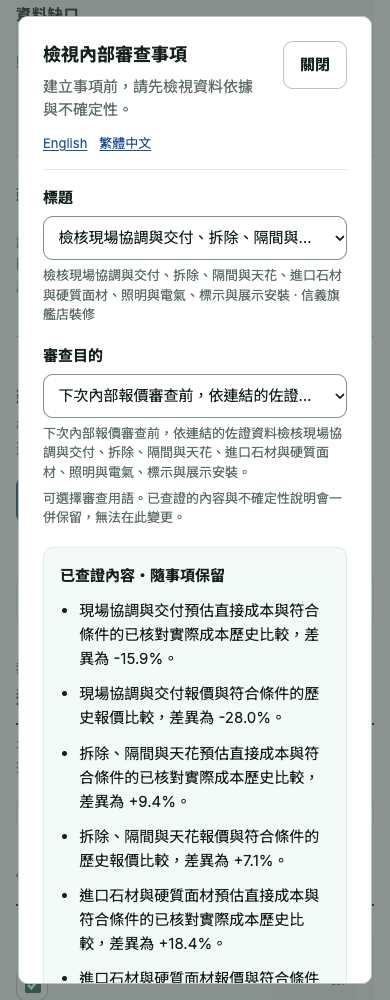 資料缺口
檢視內部審查事項
關閉
建立事項前，請先檢視資料依據
與不確定性。
English 繁體中文
標題
檢核現場協調與交付、拆除、隔間與...
檢核現場協調與交付、拆除、隔間與天花、進口石材
與硬質面材、照明與電氣、標示與展示安裝 · 信義旗
艦店裝修
審查目的
下次內部報價審查前，依連結的佐證...
下次內部報價審查前，依連結的佐證資料檢核現場協
調與交付、拆除、隔間與天花、進口石材與硬質面
材、照明與電氣、標示與展示安裝。
可選擇審查用語。已查證的內容與不確定性說明會一
併保留，無法在此變更。
已查證內容・隨事項保留
• 現場協調與交付預估直接成本與符合
條件的已核對實際成本歷史比較，差
異為 -15.9%。
• 現場協調與交付報價與符合條件的歷
史報價比較，差異為 -28.0%。
• 拆除、隔間與天花預估直接成本與符
合條件的已核對實際成本歷史比較，
差異為 +9.4%。
• 拆除、隔間與天花報價與符合條件的
歷史報價比較，差異為 +7.1%。
• 進口石材與硬質面材預估直接成本與
符合條件的已核對實際成本歷史比
較，差異為 +18.4%。
• 進口石材與硬質面材報價與符合條件